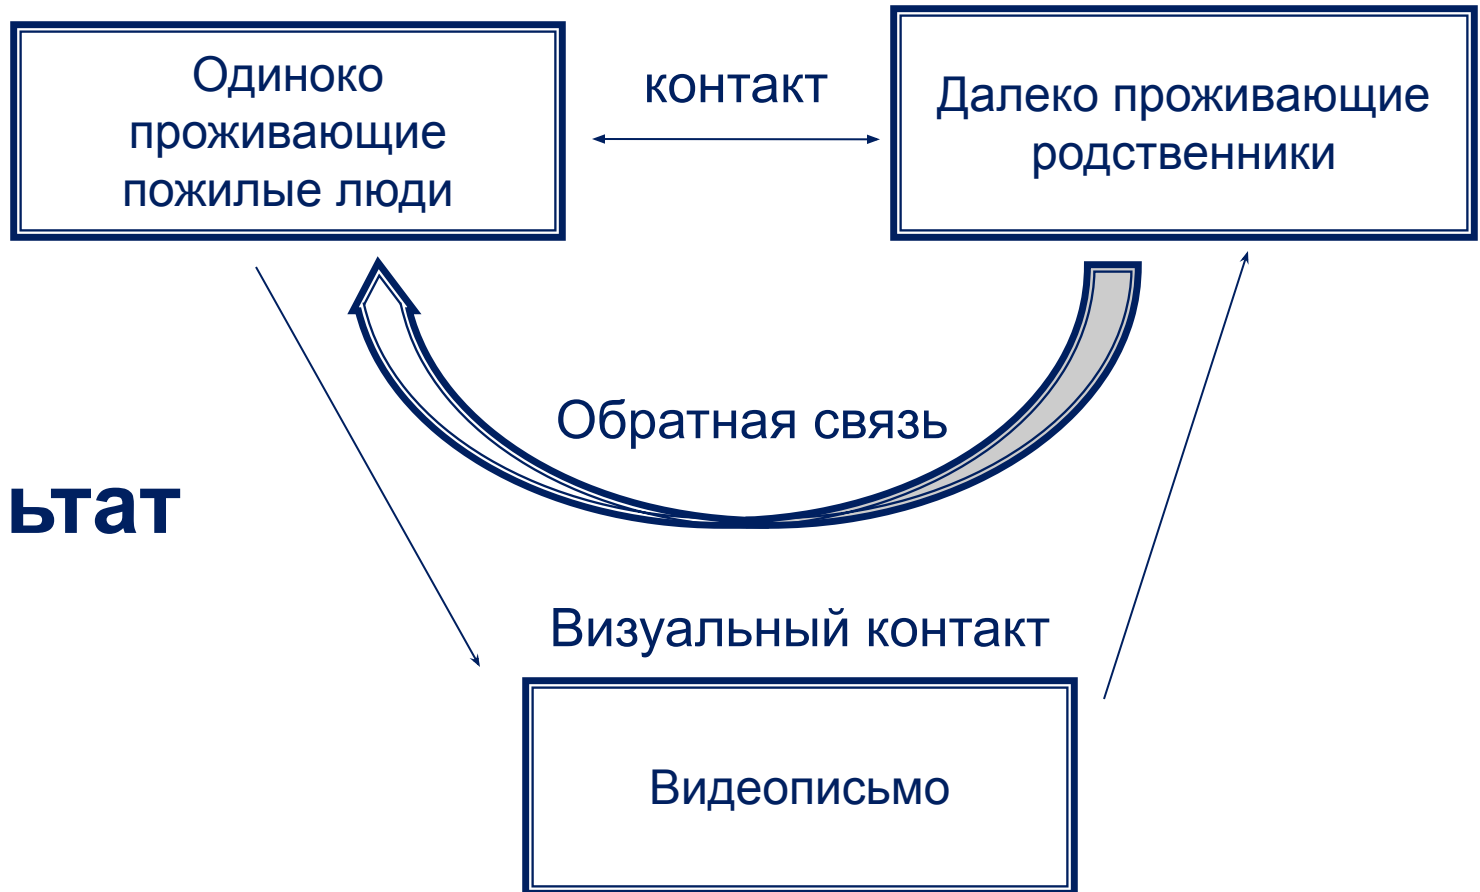 Одиноко
проживающие
пожилые люди
контакт
Далеко проживающие
родственники
Обратная связь
ьтат
Визуальный контакт
Видеописьмо